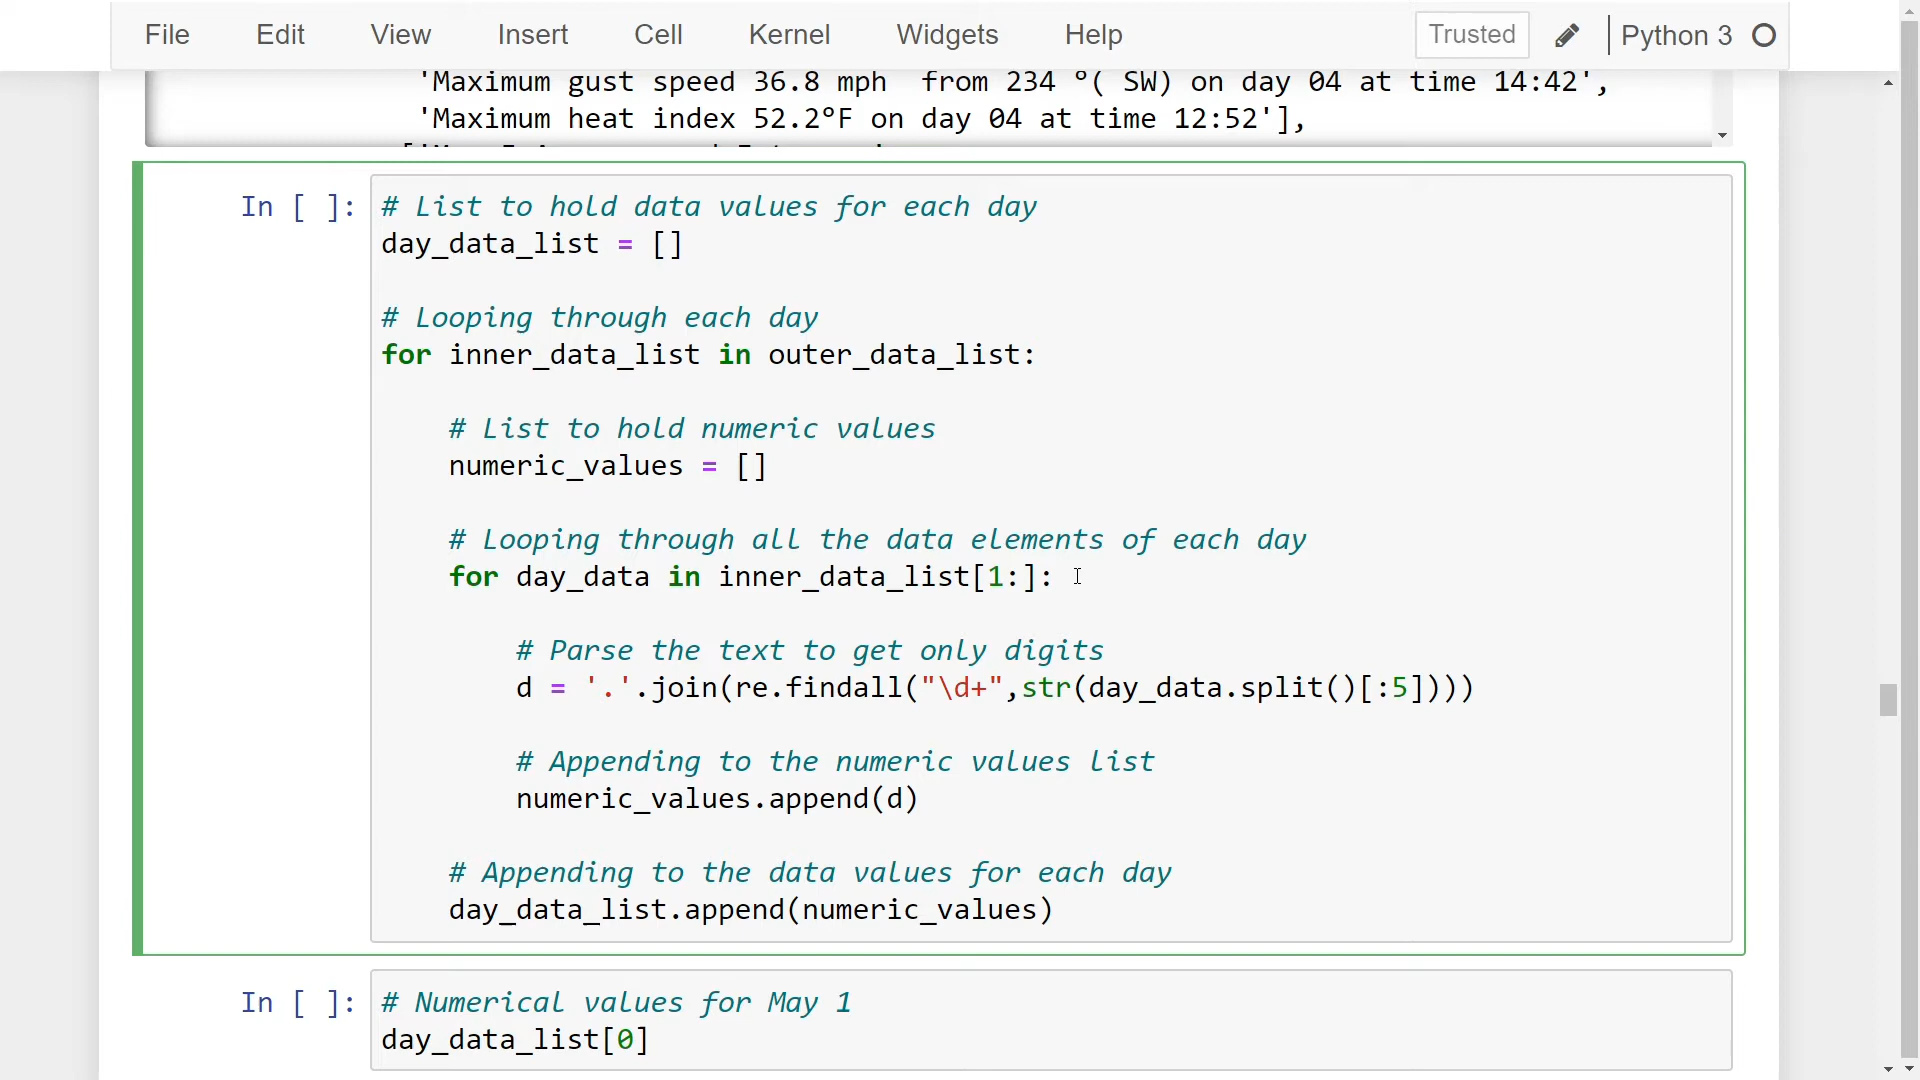 File Edit View Insert Cell Kernel Widgets Help Trusted Python 3
'Maximum gust speed 36.8 mph  from 234 °( SW) on day 04 at time 14:42',
'Maximum heat index 52.2°F on day 04 at time 12:52'],
In [ ]: # List to hold data values for each day
day_data_list = []
# Looping through each day
for inner_data_list in outer_data_list:
# List to hold numeric values
numeric_values = []
# Looping through all the data elements of each day
for day_data in inner_data_list[1:]:
# Parse the text to get only digits
d = '.'.join(re.findall("\d+",str(day_data.split()[:5])))
# Appending to the numeric values list
numeric_values.append(d)
# Appending to the data values for each day
day_data_list.append(numeric_values)
In [ ]: # Numerical values for May 1
day_data_list[0]